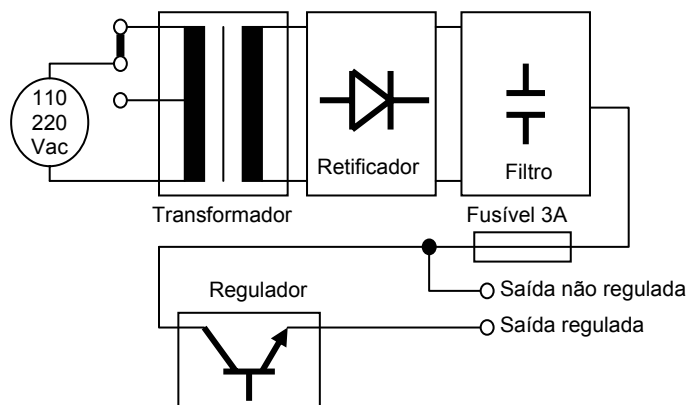 110
220
Vac
Retificador
Filtro
Transformador
Fusível 3A
Regulador
Saída não regulada
Saída regulada